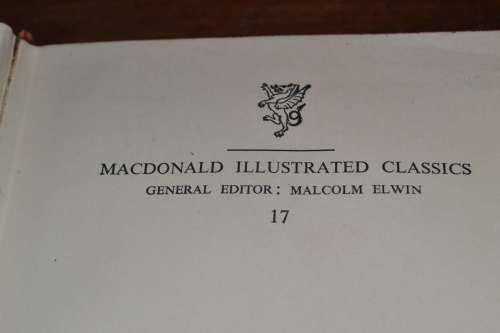 MACDONALD ILLUSTRATED CLASSICS
GENERAL EDITOR: MALCOLM ELWIN
17